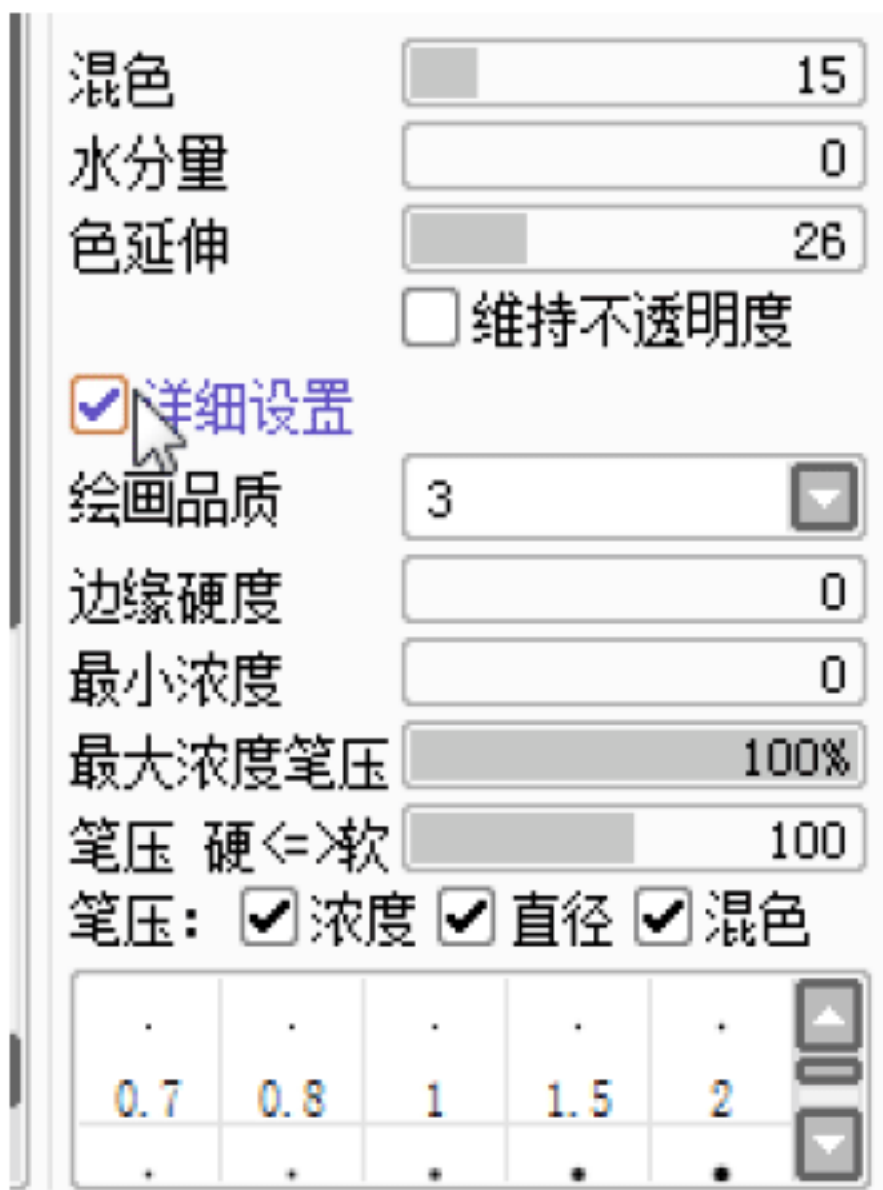 混色 15
水分量 0
色延伸 26
维持不透明度
详细设置
绘画品质 3
边缘硬度 0
最小浓度 0
最大浓度笔压 100%
笔压 硬<=>软 100
笔压: 浓度 直径 混色
0.7 0.8 1 1.5 2